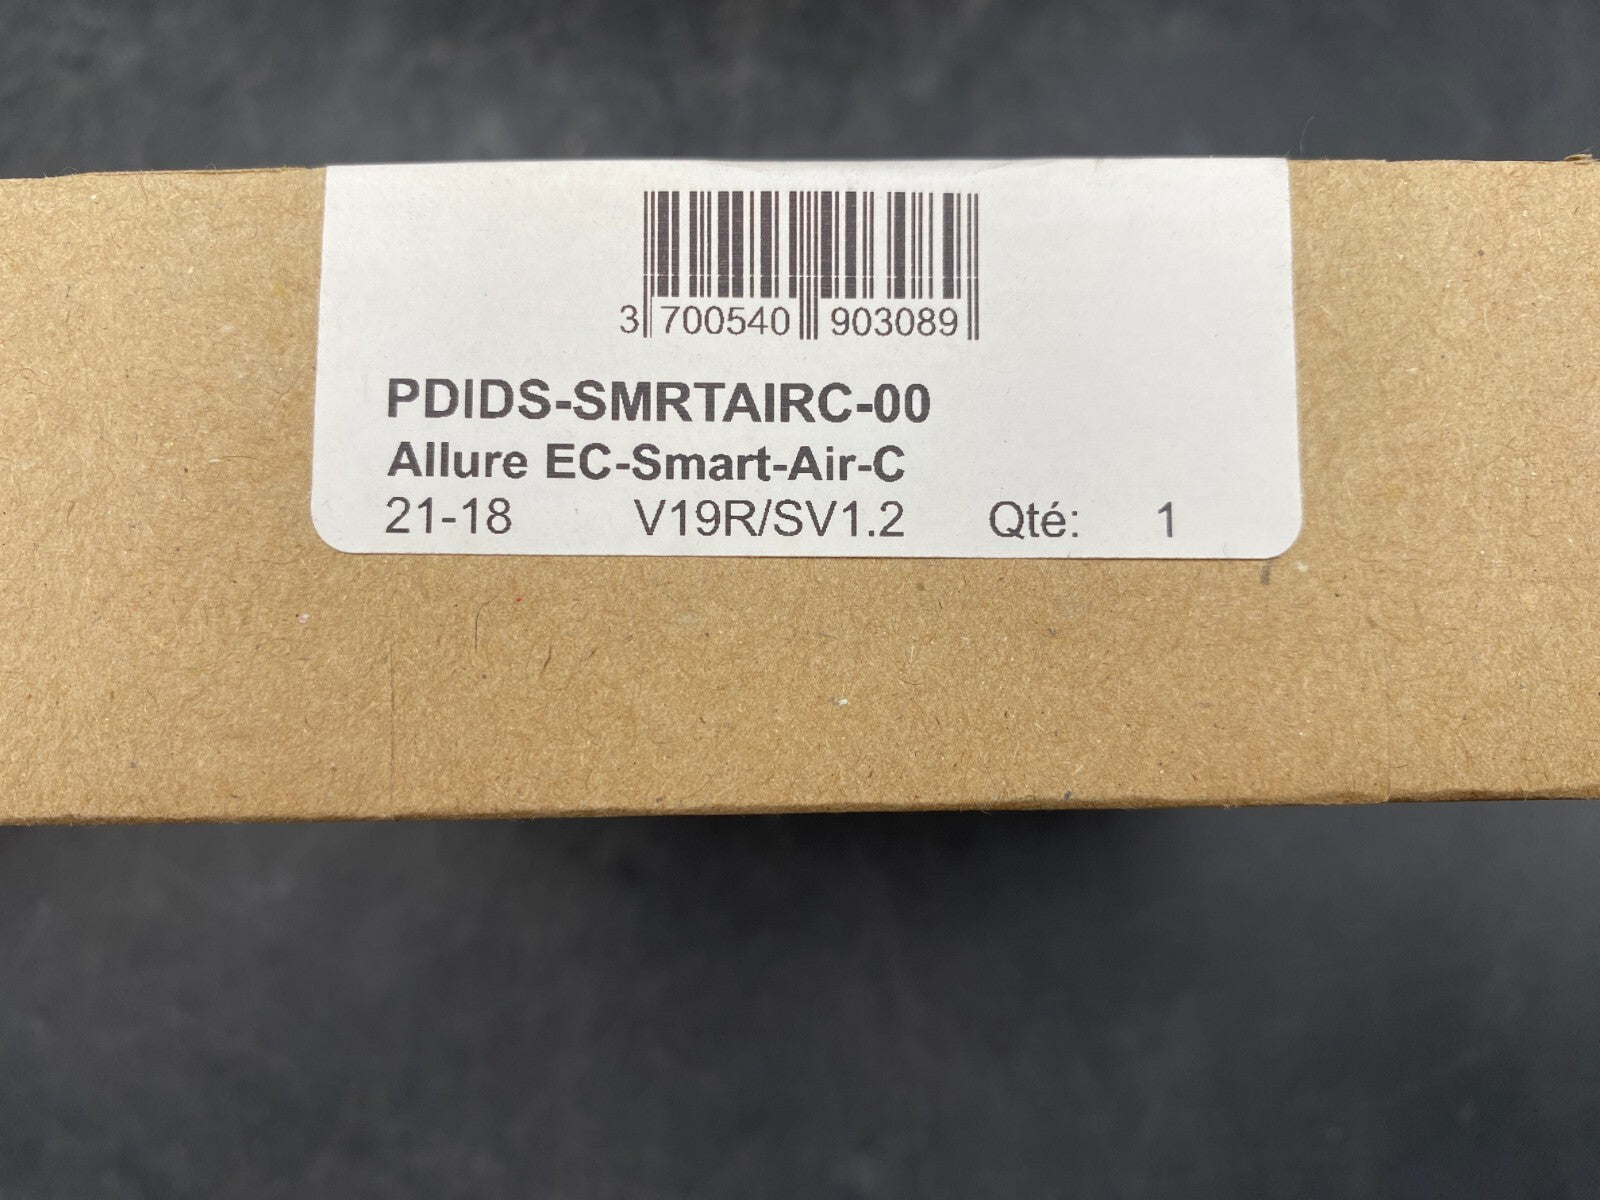 3 700540 903089
PDIDS-SMRTAIRC-00
Allure EC-Smart-Air-C
21-18 V19R/SV1.2 Qté: 1